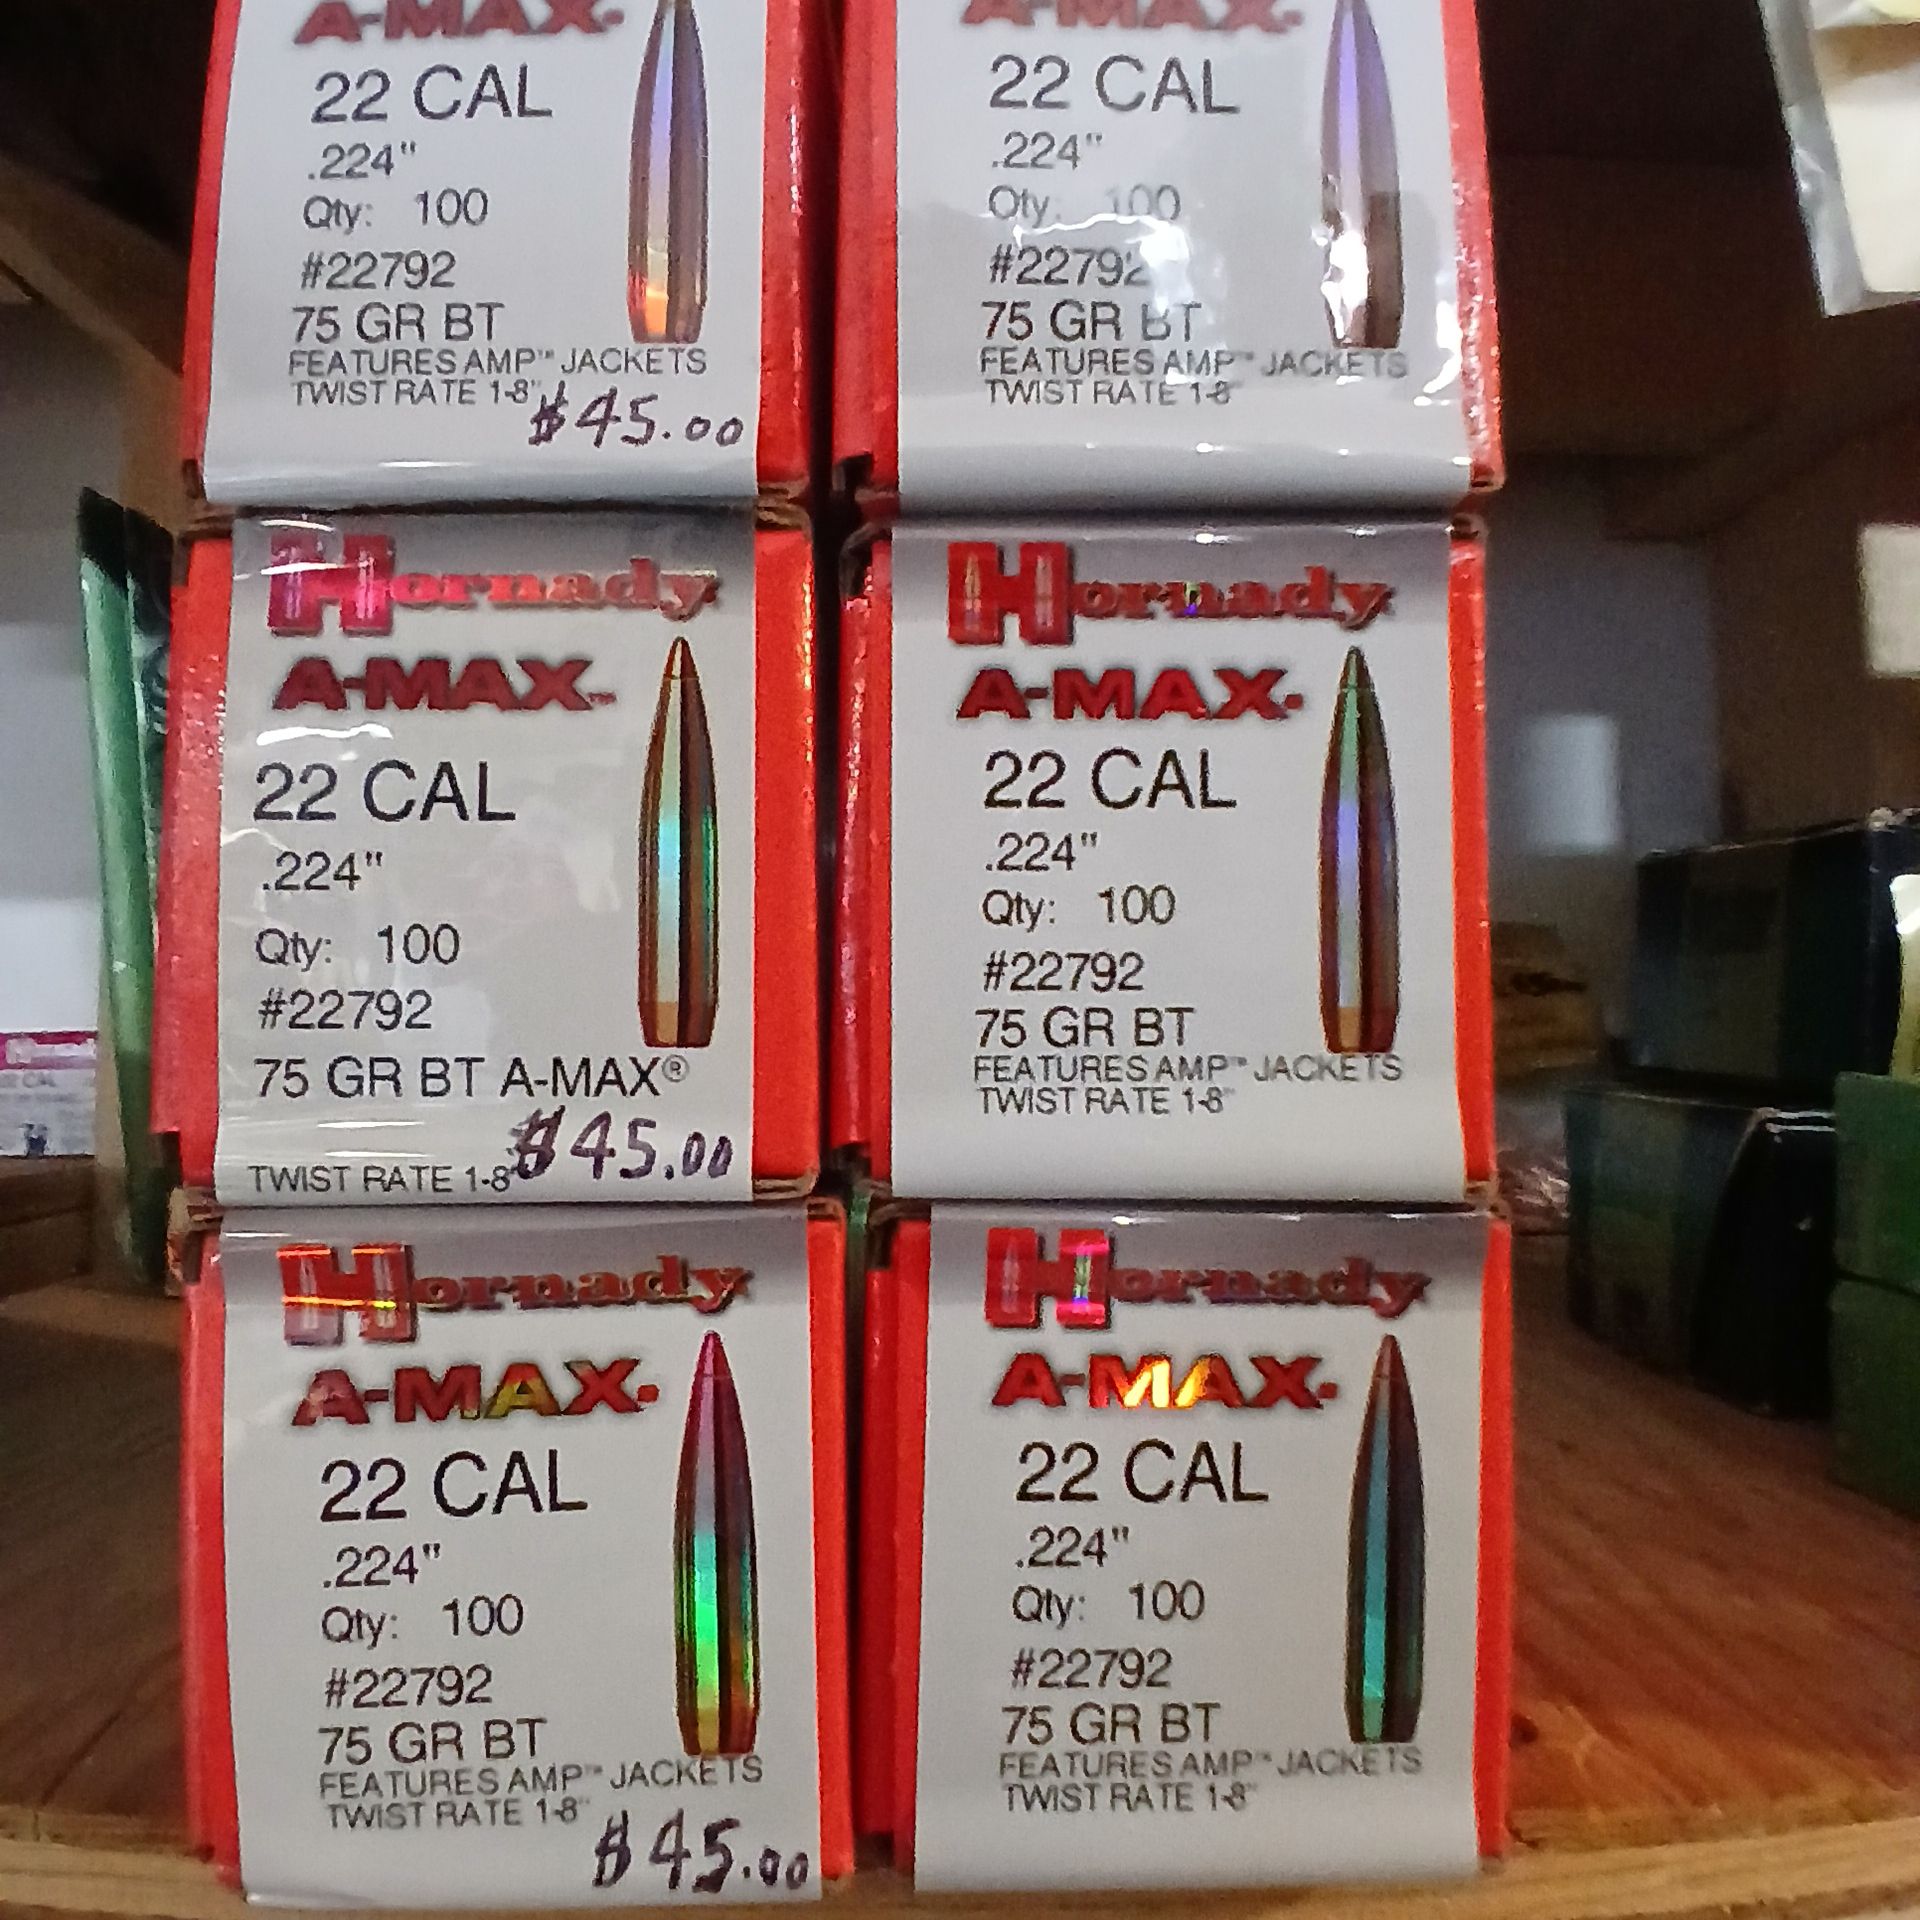 A-MAX
22 CAL
.224"
Qty: 100
#22792
75 GR BT
FEATURES AMP™ JACKETS
TWIST RATE 1-8"
$45.00
A-MAX
22 CAL
.224"
Qty: 100
#22792
75 GR BT
FEATURES AMP™ JACKETS
TWIST RATE 1-8"
Hornady
A-MAX
22 CAL
.224"
Qty: 100
#22792
75 GR BT A-MAX®
TWIST RATE 1-8"
$45.00
Hornady
A-MAX
22 CAL
.224"
Qty: 100
#22792
75 GR BT
FEATURES AMP™ JACKETS
TWIST RATE 1-8"
Hornady
A-MAX
22 CAL
.224"
Qty: 100
#22792
75 GR BT
FEATURES AMP™ JACKETS
TWIST RATE 1-8"
$45.00
Hornady
A-MAX
22 CAL
.224"
Qty: 100
#22792
75 GR BT
FEATURES AMP™ JACKETS
TWIST RATE 1-8"